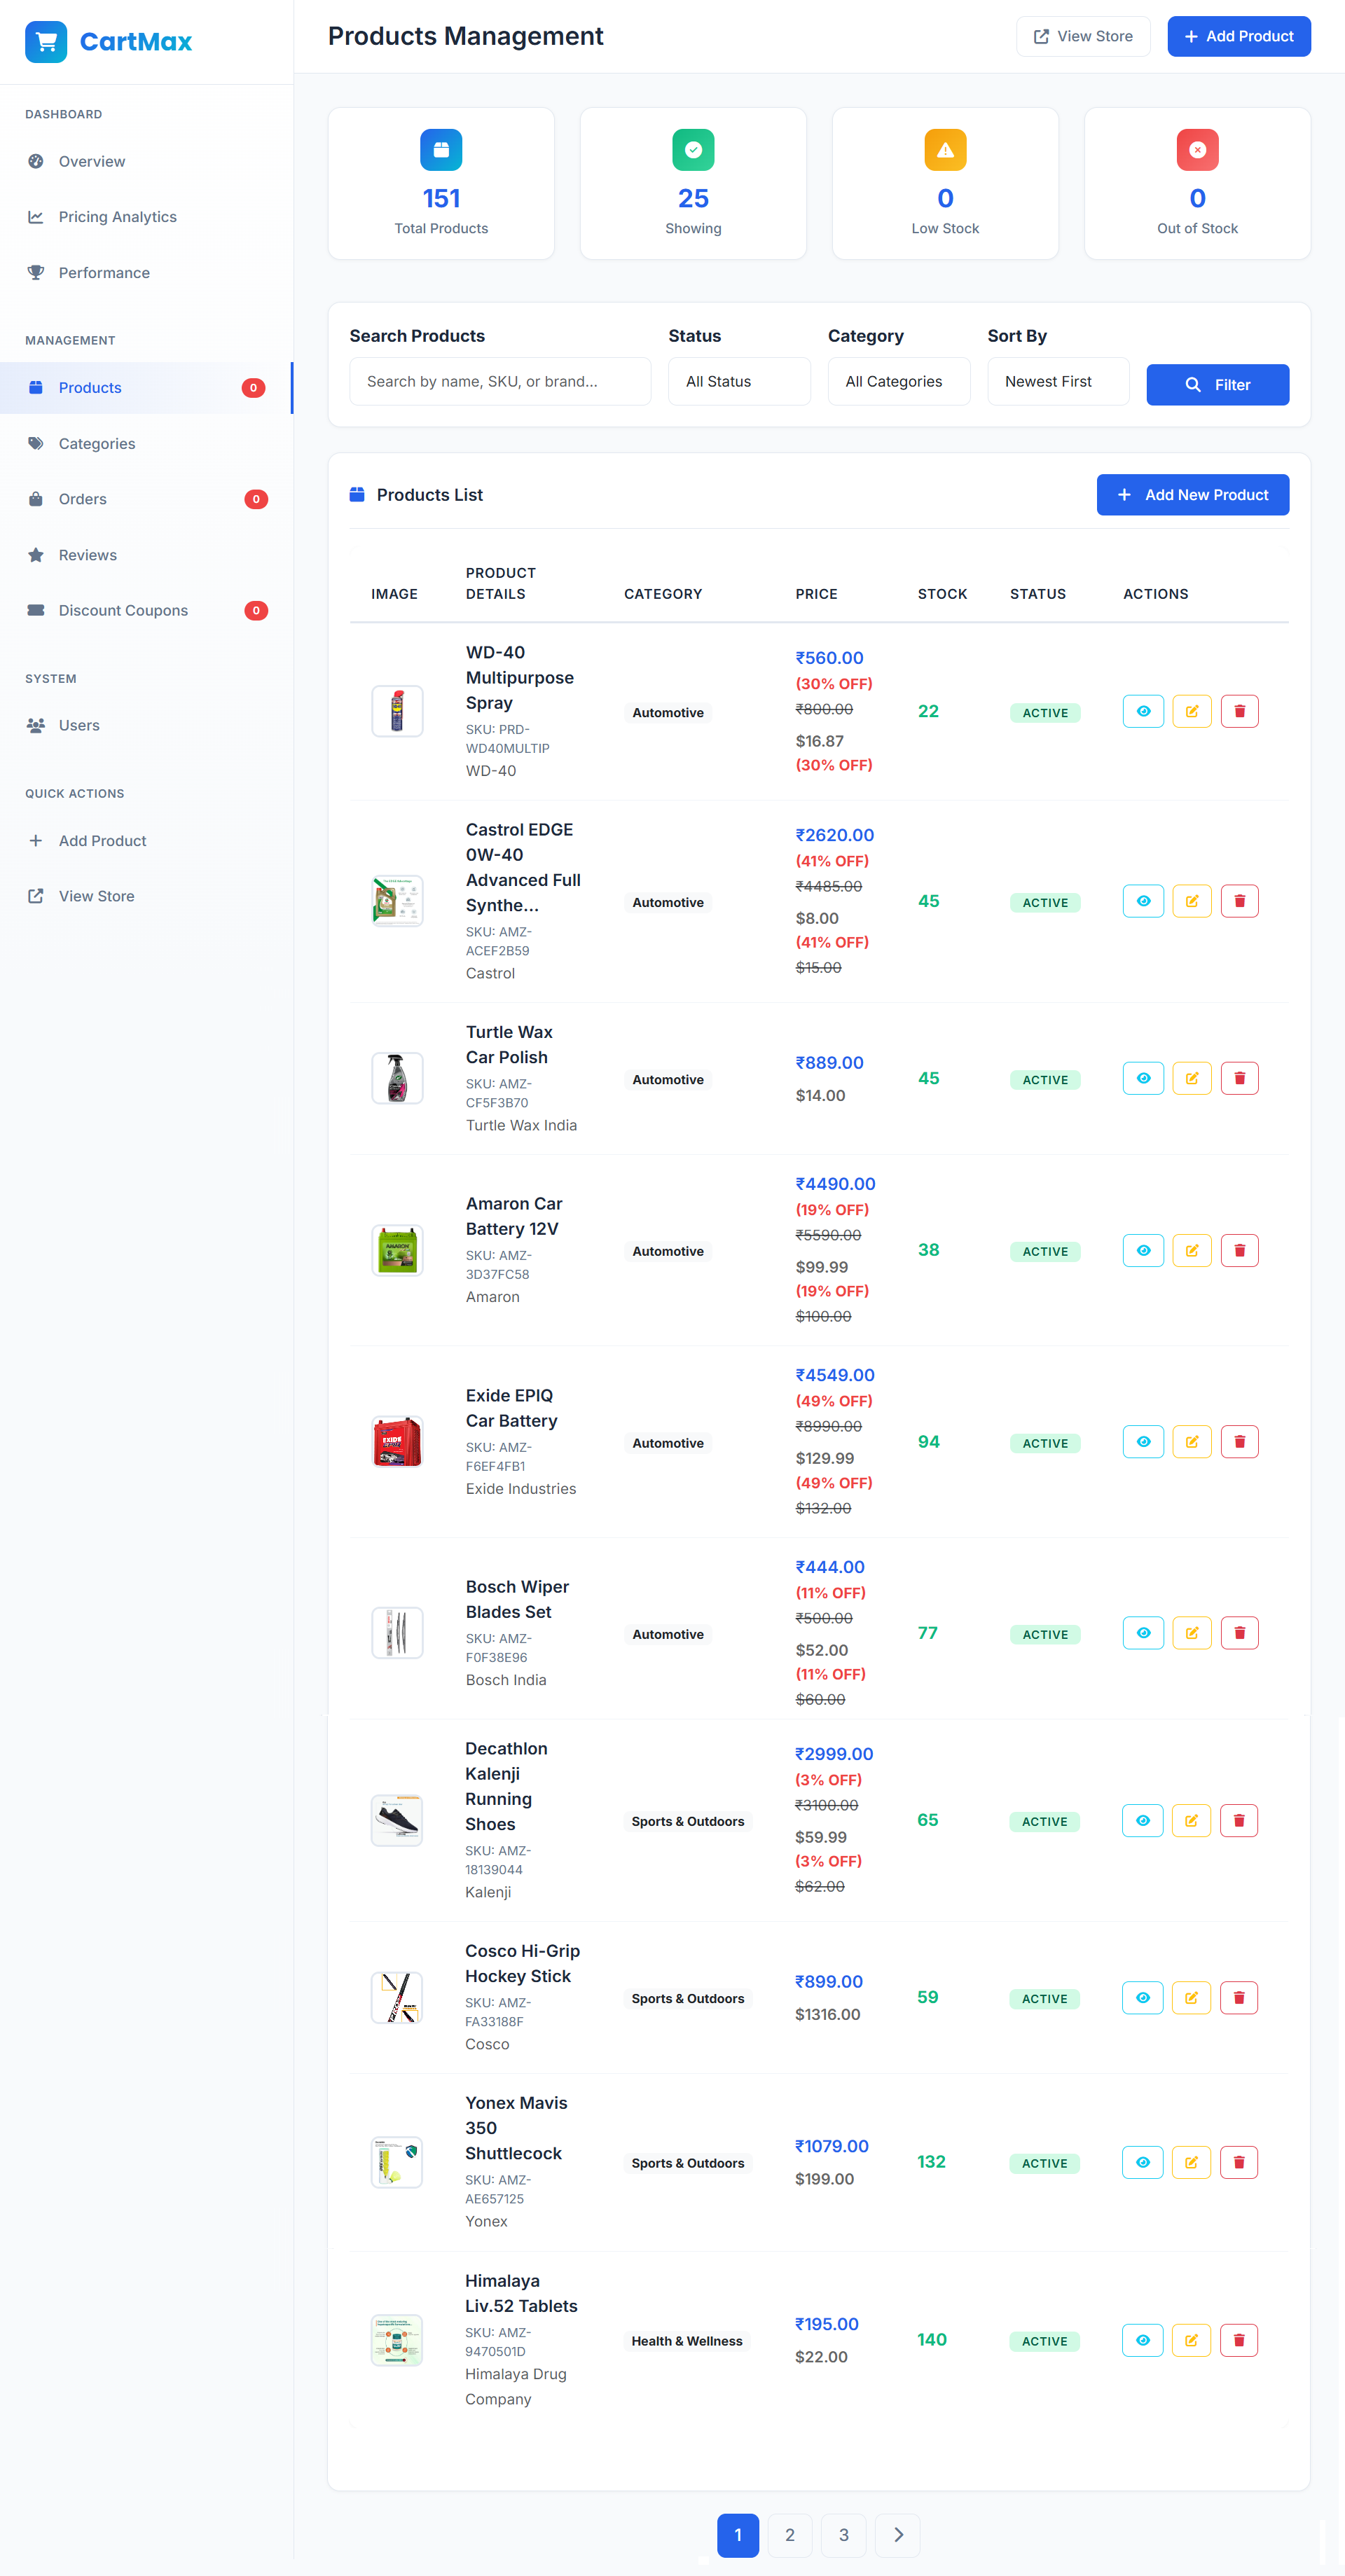 CartMax
DASHBOARD
Overview
Pricing Analytics
Performance
MANAGEMENT
Products 0
Categories
Orders 0
Reviews
Discount Coupons 0
SYSTEM
Users
QUICK ACTIONS
Add Product
View Store
Products Management
View Store
Add Product
151
Total Products
25
Showing
0
Low Stock
0
Out of Stock
Search Products
Search by name, SKU, or brand...
Status
All Status
Category
All Categories
Sort By
Newest First
Filter
Products List
Add New Product
IMAGE
PRODUCT
DETAILS
CATEGORY
PRICE
STOCK
STATUS
ACTIONS
WD-40
Multipurpose
Spray
SKU: PRD-
WD40MULTIP
WD-40
Automotive
₹560.00
(30% OFF)
₹800.00
$16.87
(30% OFF)
22
ACTIVE
Castrol EDGE
0W-40
Advanced Full
Synthe...
SKU: AMZ-
ACEF2B59
Castrol
Automotive
₹2620.00
(41% OFF)
₹4485.00
$8.00
(41% OFF)
$15.00
45
ACTIVE
Turtle Wax
Car Polish
SKU: AMZ-
CF5F3B70
Turtle Wax India
Automotive
₹889.00
$14.00
45
ACTIVE
AMARON
Amaron Car
Battery 12V
SKU: AMZ-
3D37FC58
Amaron
Automotive
₹4490.00
(19% OFF)
₹5590.00
$99.99
(19% OFF)
$100.00
38
ACTIVE
EXIDE
Exide EPIQ
Car Battery
SKU: AMZ-
F6EF4FB1
Exide Industries
Automotive
₹4549.00
(49% OFF)
₹8990.00
$129.99
(49% OFF)
$132.00
94
ACTIVE
Bosch Wiper
Blades Set
SKU: AMZ-
F0F38E96
Bosch India
Automotive
₹444.00
(11% OFF)
₹500.00
$52.00
(11% OFF)
$60.00
77
ACTIVE
Decathlon
Kalenji
Running
Shoes
SKU: AMZ-
18139044
Kalenji
Sports & Outdoors
₹2999.00
(3% OFF)
₹3100.00
$59.99
(3% OFF)
$62.00
65
ACTIVE
Cosco Hi-Grip
Hockey Stick
SKU: AMZ-
FA33188F
Cosco
Sports & Outdoors
₹899.00
$1316.00
59
ACTIVE
Yonex Mavis
350
Shuttlecock
SKU: AMZ-
AE657125
Yonex
Sports & Outdoors
₹1079.00
$199.00
132
ACTIVE
Himalaya
Liv.52 Tablets
SKU: AMZ-
9470501D
Himalaya Drug
Company
Health & Wellness
₹195.00
$22.00
140
ACTIVE
1
2
3